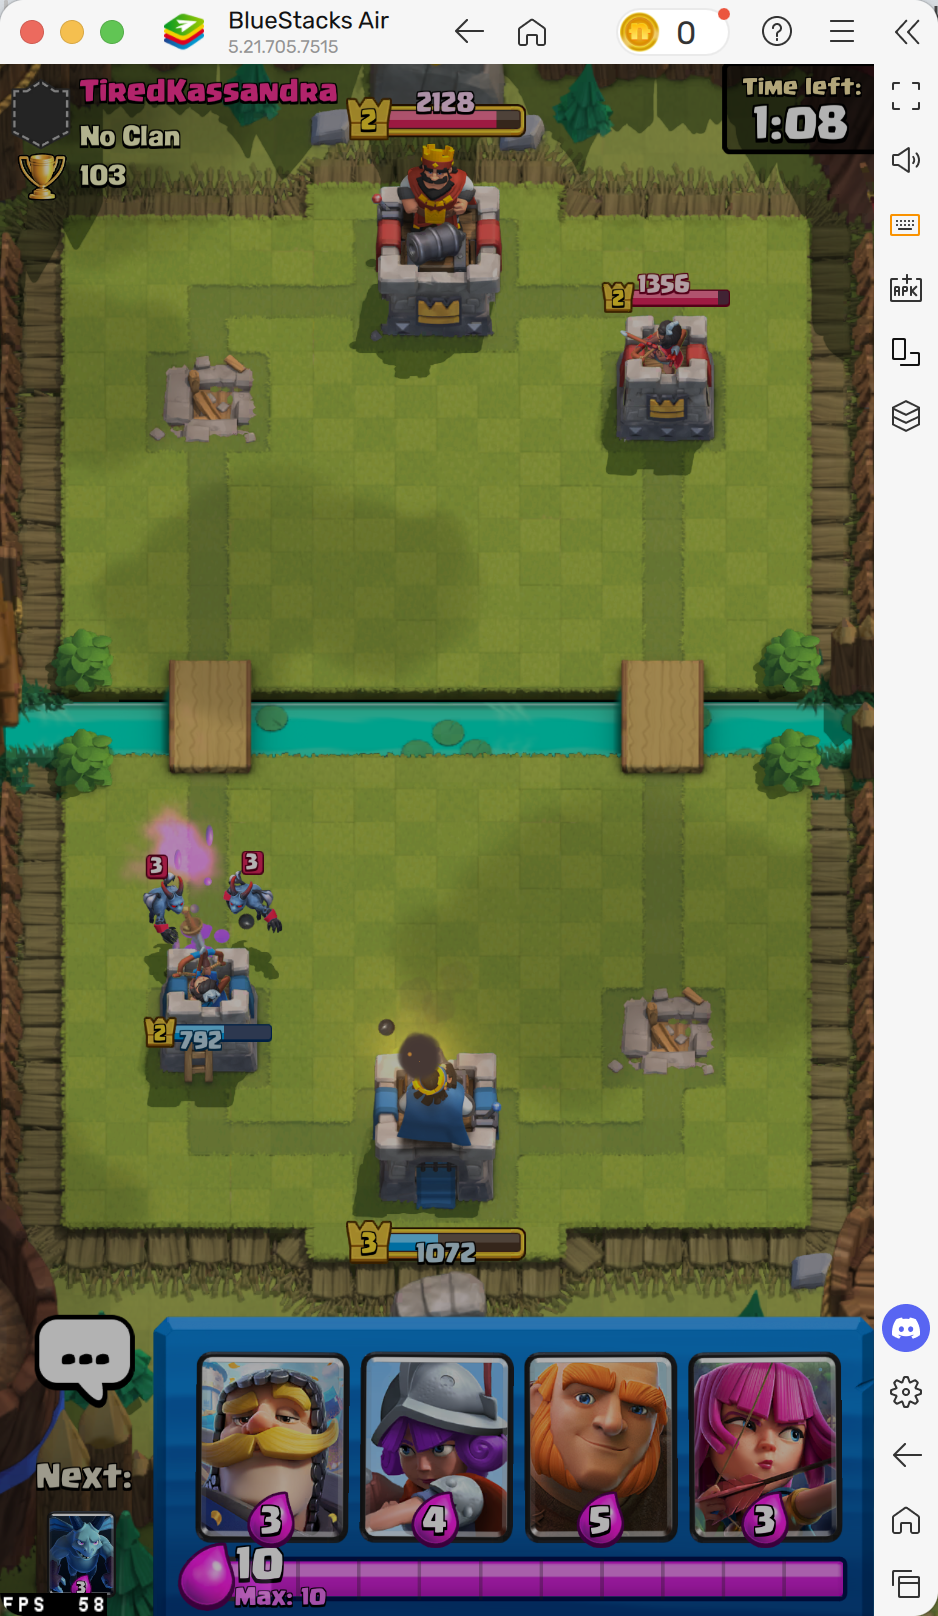 BlueStacks Air
5.21.705.7515
0
TiredKassandra
No Clan
103
2
2128
Time left:
1:08
2
1356
APK
3
3
2
792
3
1072
...
Next:
3
3
4
5
3
10
Max: 10
FPS 58